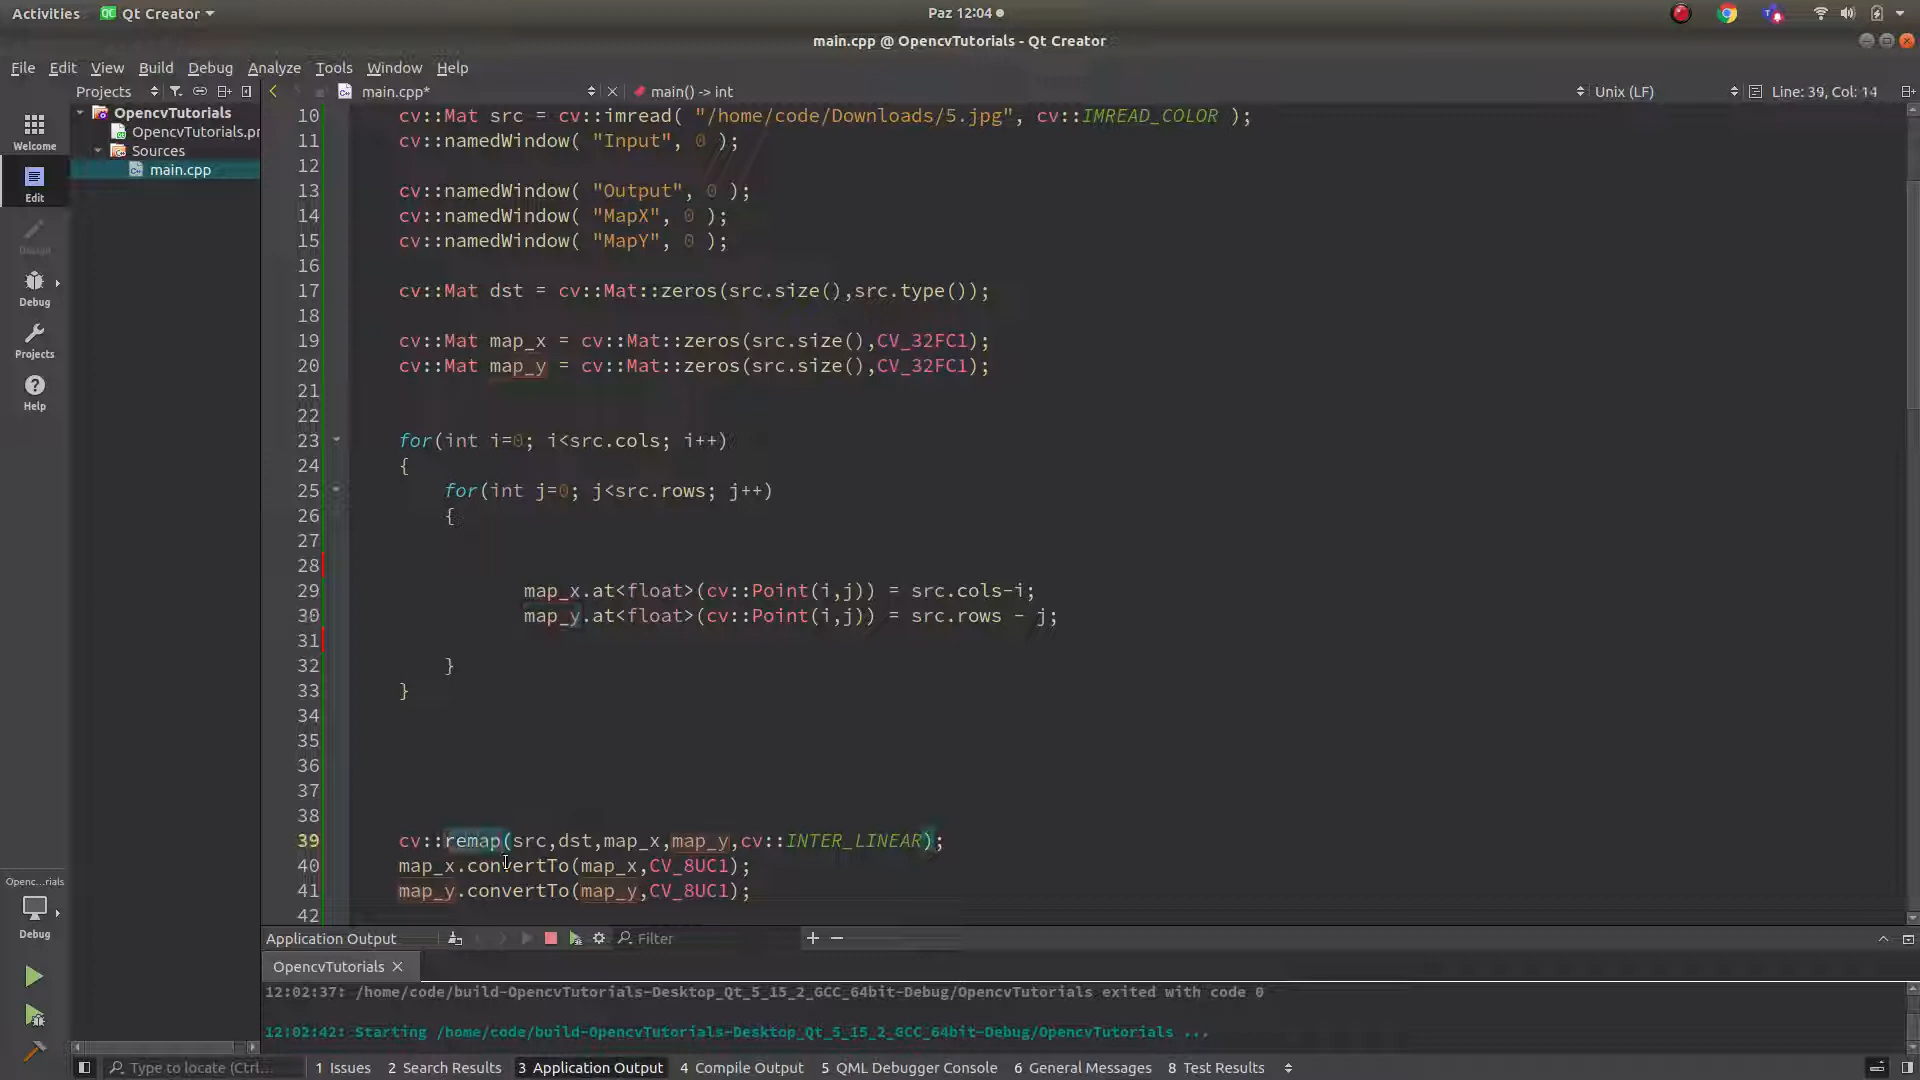 Activities
Qt Creator
Paz 12:04
main.cpp @ OpencvTutorials - Qt Creator
File Edit View Build Debug Analyze Tools Window Help
Projects
main.cpp*
main() -> int
Unix (LF)
Line: 39, Col: 14
Welcome
Edit
Design
Debug
Projects
Help
OpencvTutorials
OpencvTutorials.pr
Sources
main.cpp
10 cv::Mat src = cv::imread( "/home/code/Downloads/5.jpg", cv::IMREAD_COLOR );
11 cv::namedWindow( "Input", 0 );
12
13 cv::namedWindow( "Output", 0 );
14 cv::namedWindow( "MapX", 0 );
15 cv::namedWindow( "MapY", 0 );
16
17 cv::Mat dst = cv::Mat::zeros(src.size(),src.type());
18
19 cv::Mat map_x = cv::Mat::zeros(src.size(),CV_32FC1);
20 cv::Mat map_y = cv::Mat::zeros(src.size(),CV_32FC1);
21
22
23 for(int i=0; i<src.cols; i++)
24 {
25 for(int j=0; j<src.rows; j++)
26 {
27
28
29 map_x.at<float>(cv::Point(i,j)) = src.cols-i;
30 map_y.at<float>(cv::Point(i,j)) = src.rows - j;
31
32 }
33 }
34
35
36
37
38
39 cv::remap(src,dst,map_x,map_y,cv::INTER_LINEAR);
40 map_x.convertTo(map_x,CV_8UC1);
41 map_y.convertTo(map_y,CV_8UC1);
42
Openc...rials
Debug
Application Output
Filter
OpencvTutorials
12:02:37: /home/code/build-OpencvTutorials-Desktop_Qt_5_15_2_GCC_64bit-Debug/OpencvTutorials exited with code 0
12:02:42: Starting /home/code/build-OpencvTutorials-Desktop_Qt_5_15_2_GCC_64bit-Debug/OpencvTutorials ...
Type to locate (Ctrl...
1 Issues
2 Search Results
3 Application Output
4 Compile Output
5 QML Debugger Console
6 General Messages
8 Test Results